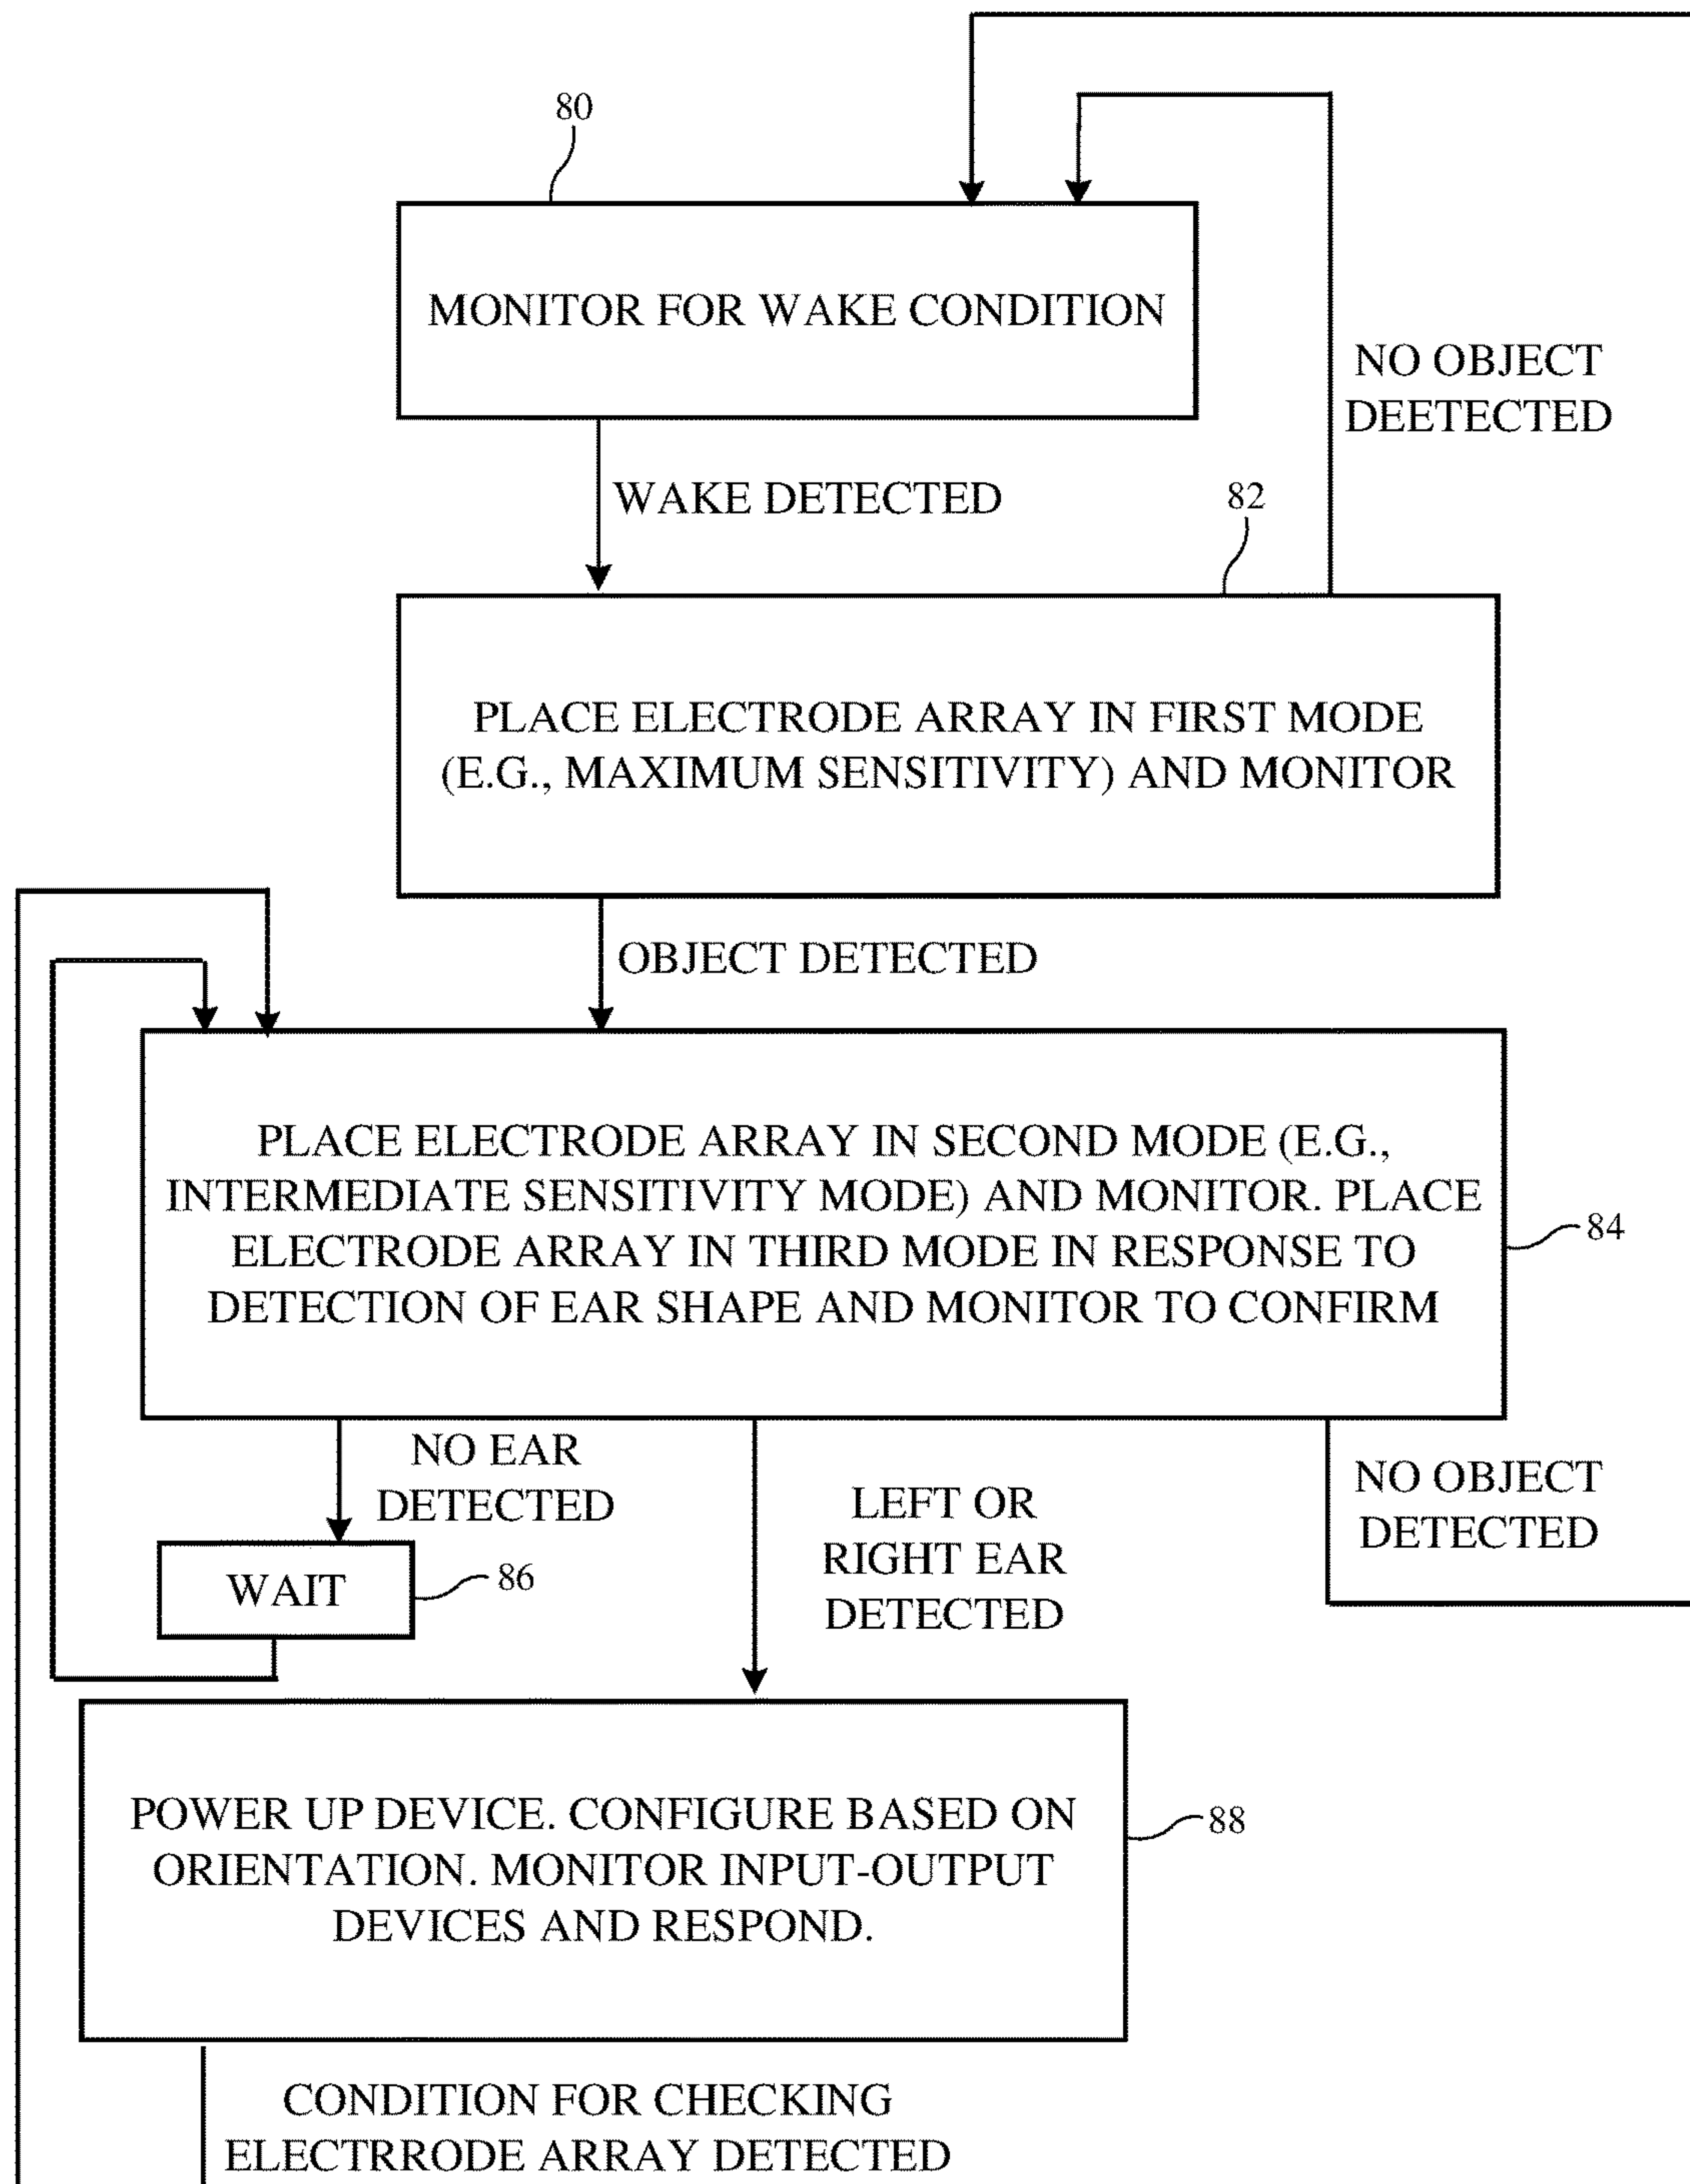 80
MONITOR FOR WAKE CONDITION
NO OBJECT
DEETECTED
WAKE DETECTED
82
PLACE ELECTRODE ARRAY IN FIRST MODE
(E.G., MAXIMUM SENSITIVITY) AND MONITOR
OBJECT DETECTED
PLACE ELECTRODE ARRAY IN SECOND MODE (E.G.,
INTERMEDIATE SENSITIVITY MODE) AND MONITOR. PLACE
ELECTRODE ARRAY IN THIRD MODE IN RESPONSE TO
DETECTION OF EAR SHAPE AND MONITOR TO CONFIRM
84
NO EAR
DETECTED
LEFT OR
RIGHT EAR
DETECTED
NO OBJECT
DETECTED
WAIT
86
POWER UP DEVICE. CONFIGURE BASED ON
ORIENTATION. MONITOR INPUT-OUTPUT
DEVICES AND RESPOND.
88
CONDITION FOR CHECKING
ELECTRRODE ARRAY DETECTED